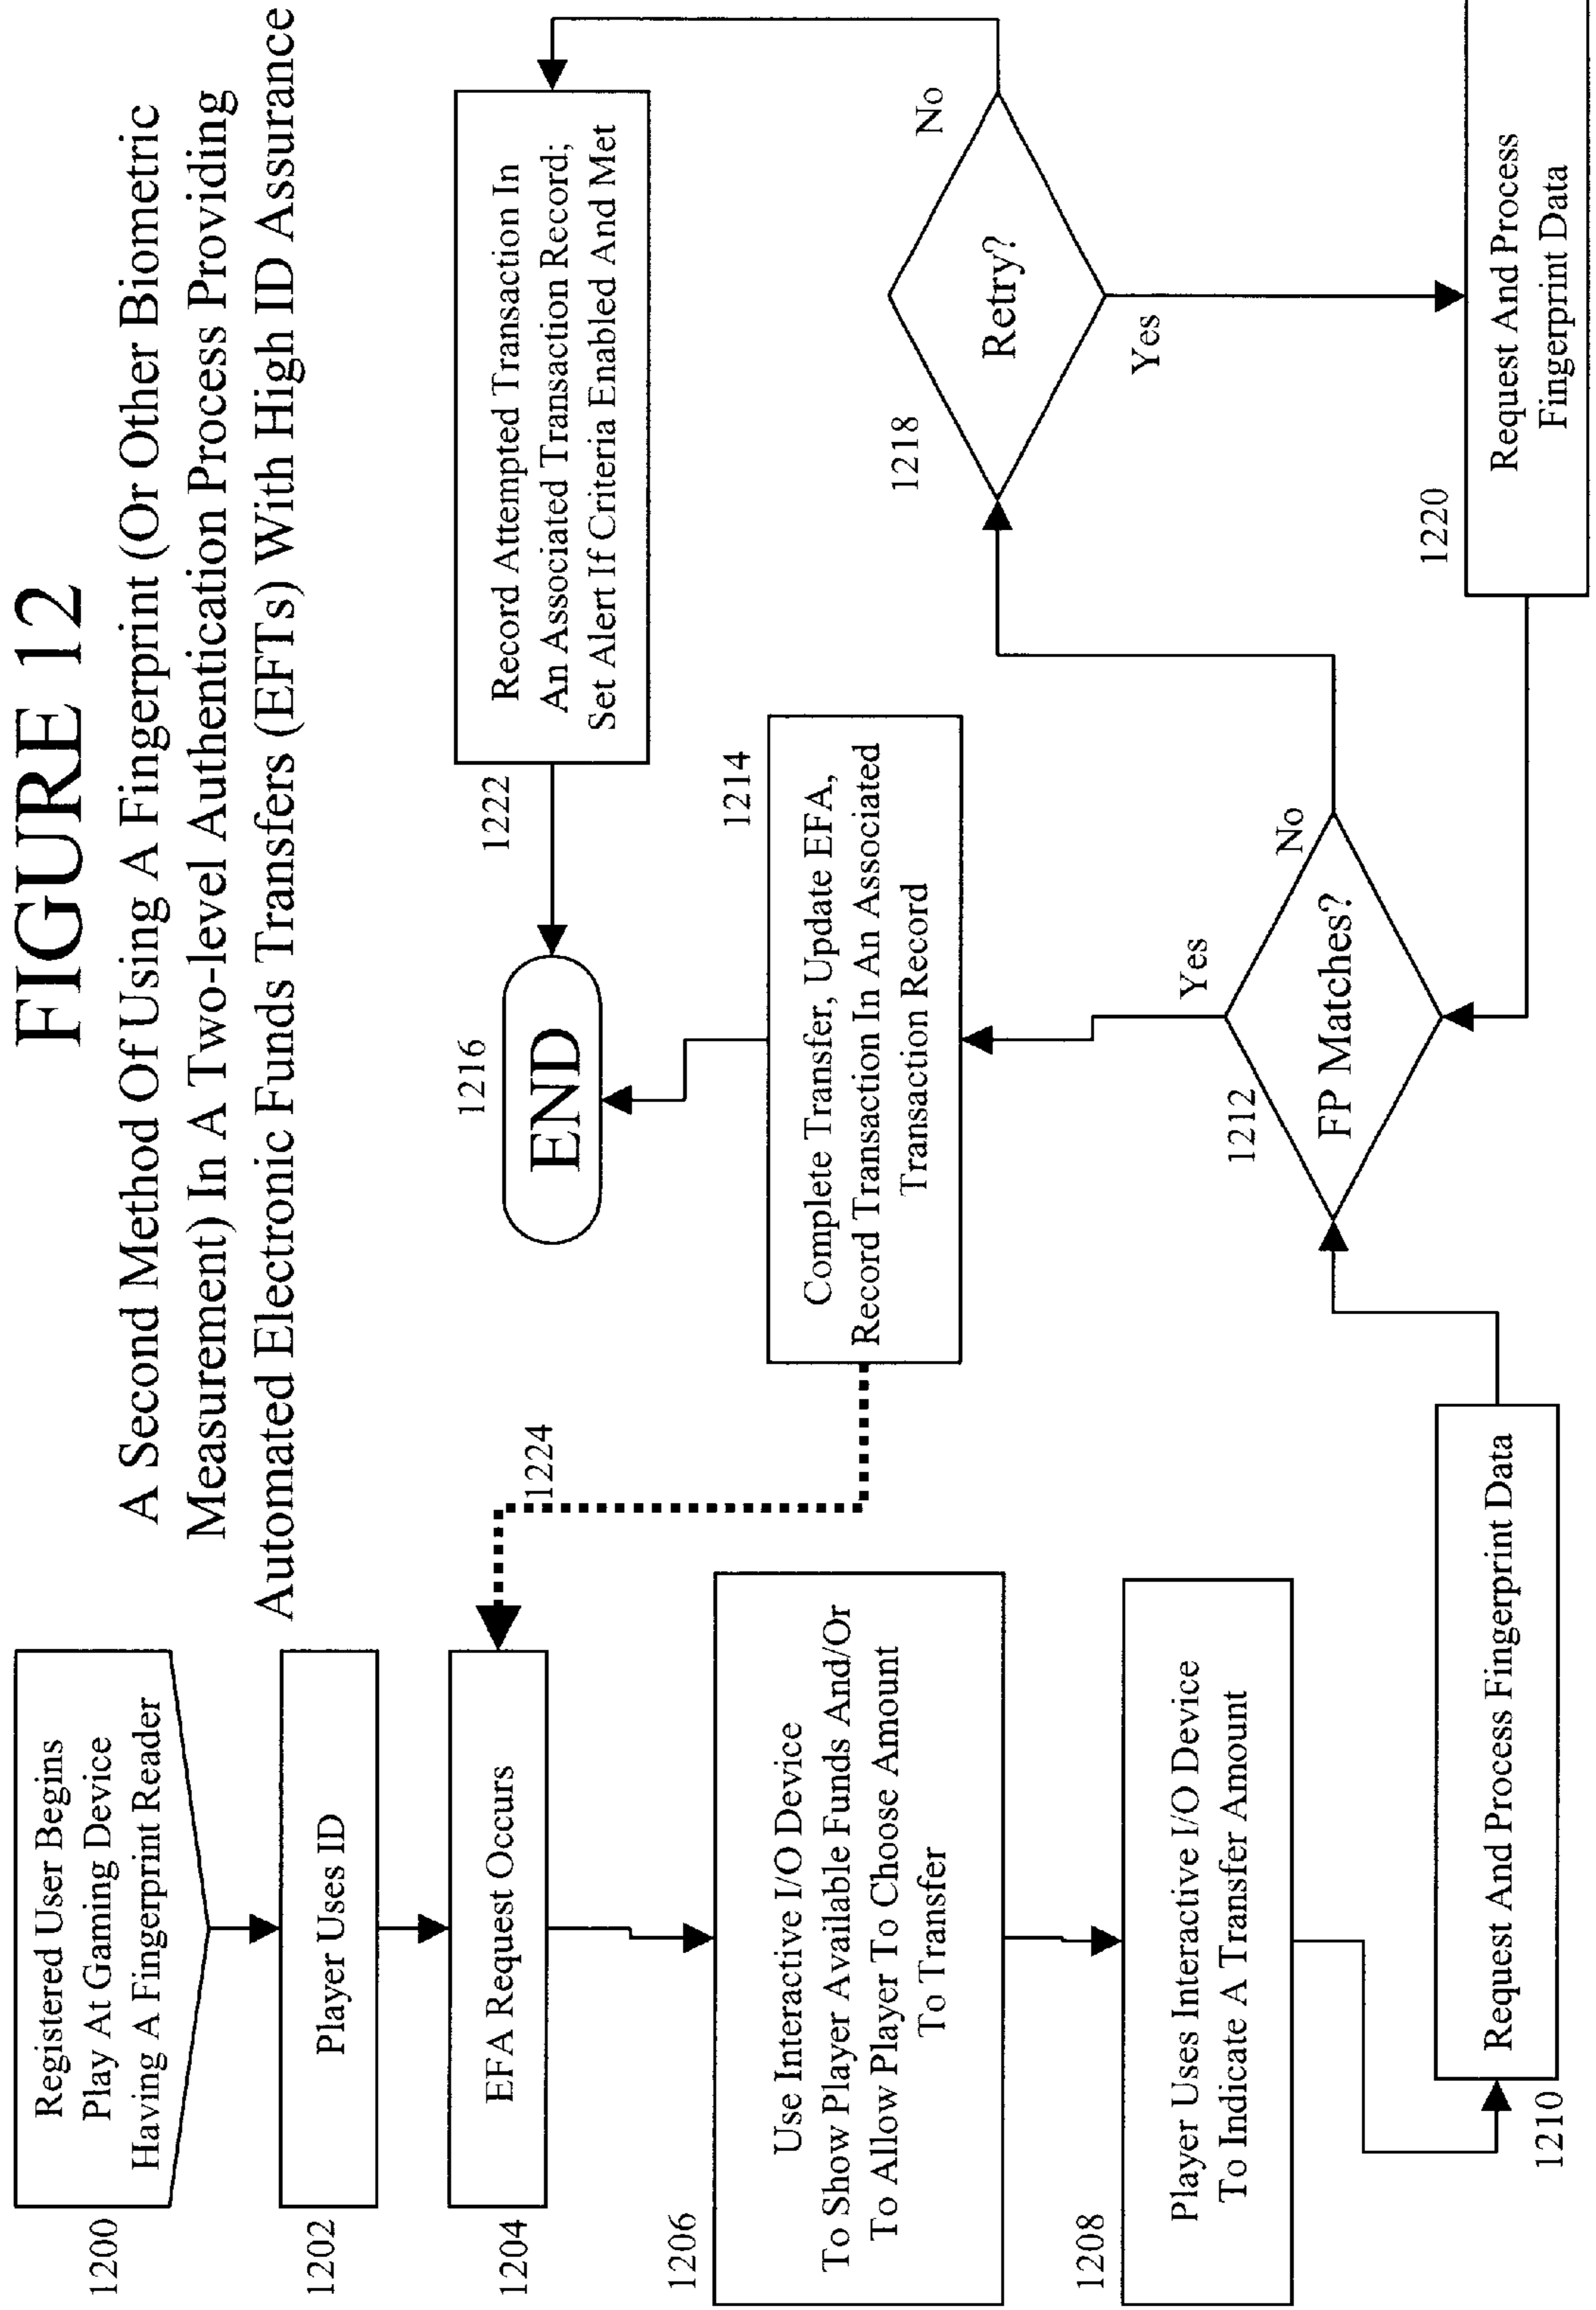 FIGURE 12
A Second Method Of Using A Fingerprint (Or Other Biometric
Measurement) In A Two-level Authentication Process Providing
Automated Electronic Funds Transfers (EFTs) With High ID Assurance
1200
Registered User Begins
Play At Gaming Device
Having A Fingerprint Reader
1202
Player Uses ID
1204
EFA Request Occurs
1206
Use Interactive I/O Device
To Show Player Available Funds And/Or
To Allow Player To Choose Amount
To Transfer
1208
Player Uses Interactive I/O Device
To Indicate A Transfer Amount
1210
Request And Process Fingerprint Data
1212
FP Matches?
Yes
No
1214
Complete Transfer, Update EFA,
Record Transaction In An Associated
Transaction Record
1216
END
1224
1218
Retry?
No
Yes
1220
Request And Process
Fingerprint Data
1222
Record Attempted Transaction In
An Associated Transaction Record;
Set Alert If Criteria Enabled And Met